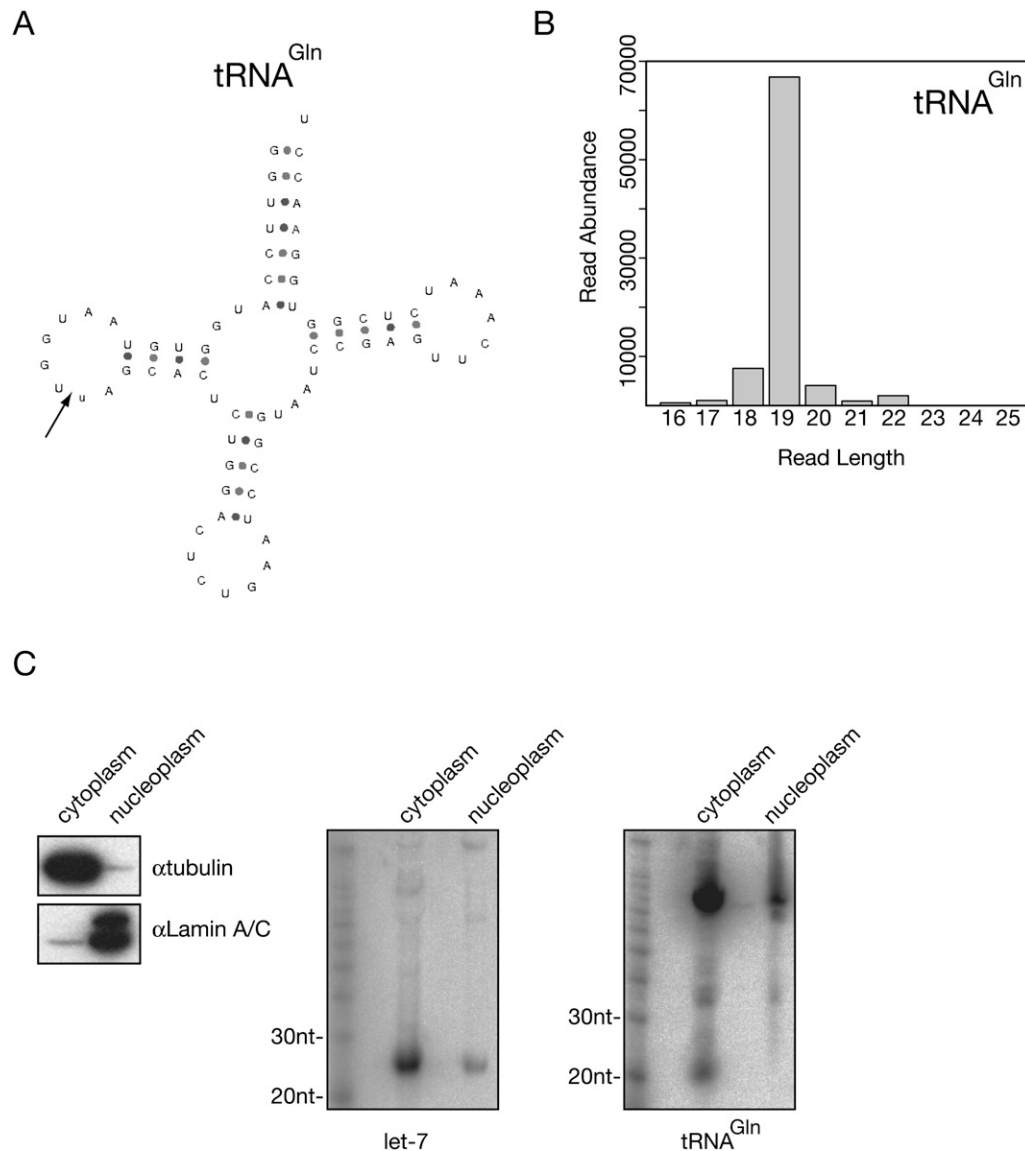 A
tRNA
Gln
U
G C
G C
U A
U A
C G
C G
A U
G U
U G U G
G G C U C
U A A A C U U
C C G A G
G G U A A
U u A
G C A C
U
U A A U
C G
U G
G C
G C
A U
C U C U G A A
B
tRNA
Gln
Read Abundance
70000
50000
30000
10000
16 17 18 19 20 21 22 23 24 25
Read Length
C
cytoplasm
nucleoplasm
αtubulin
αLamin A/C
cytoplasm
nucleoplasm
30nt-
20nt-
let-7
cytoplasm
nucleoplasm
30nt-
20nt-
tRNA
Gln